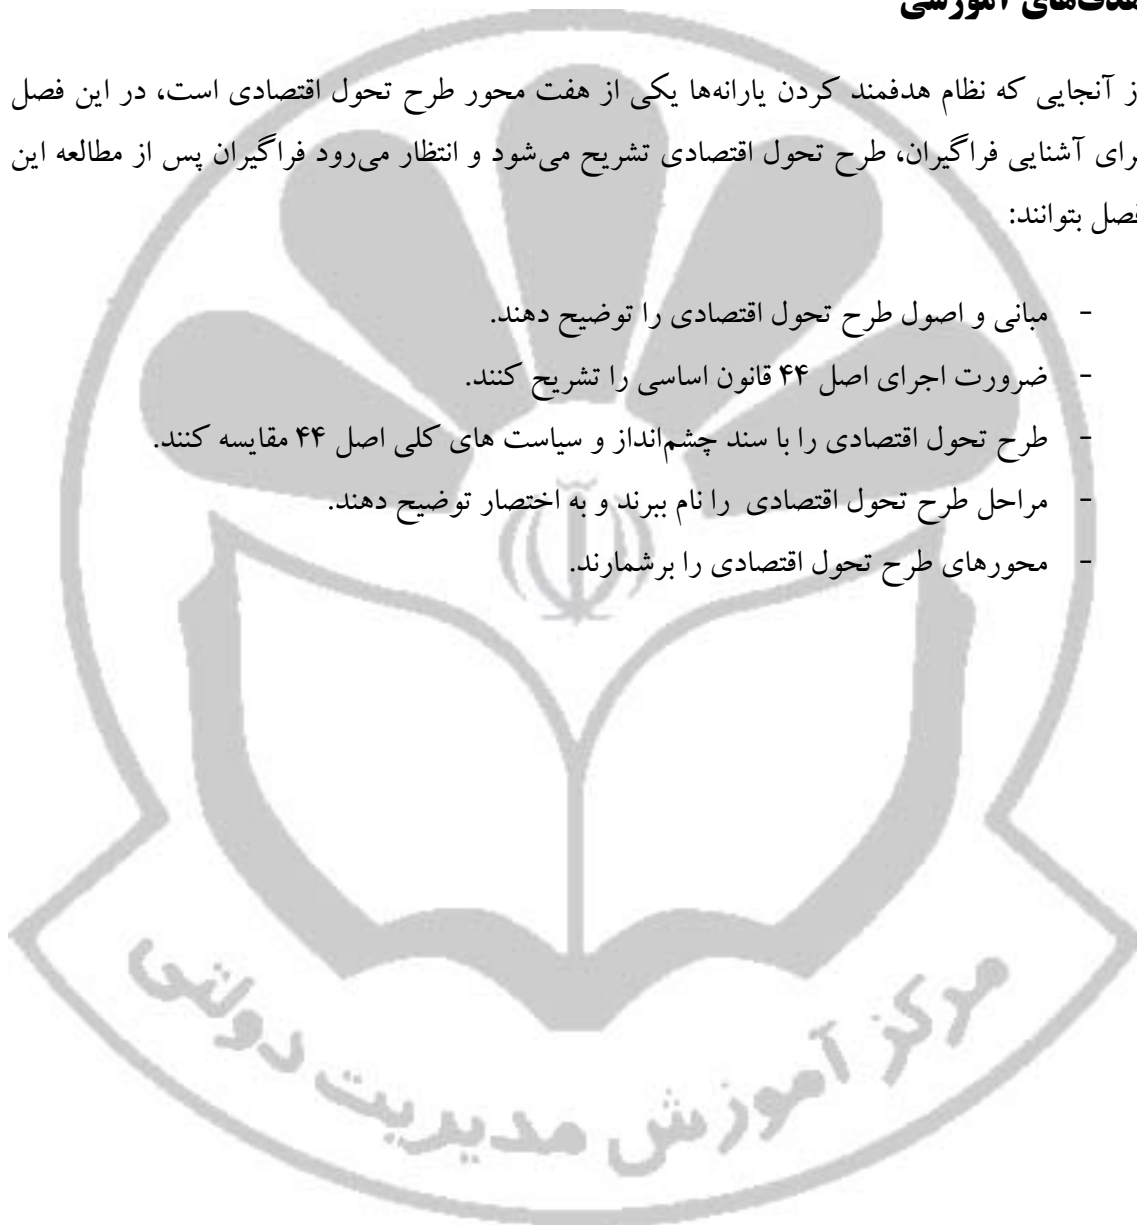 هدف‌های آموزشی
ز آنجایی که نظام هدفمند کردن یارانه‌ها یکی از هفت محور طرح تحول اقتصادی است، در این فصل
رای آشنایی فراگیران، طرح تحول اقتصادی تشریح می‌شود و انتظار می‌رود فراگیران پس از مطالعه این
فصل بتوانند:
- مبانی و اصول طرح تحول اقتصادی را توضیح دهند.
- ضرورت اجرای اصل ۴۴ قانون اساسی را تشریح کنند.
- طرح تحول اقتصادی را با سند چشم‌انداز و سیاست های کلی اصل ۴۴ مقایسه کنند.
- مراحل طرح تحول اقتصادی را نام ببرند و به اختصار توضیح دهند.
- محورهای طرح تحول اقتصادی را برشمارند.
مرکز آموزش مدیریت دولتی